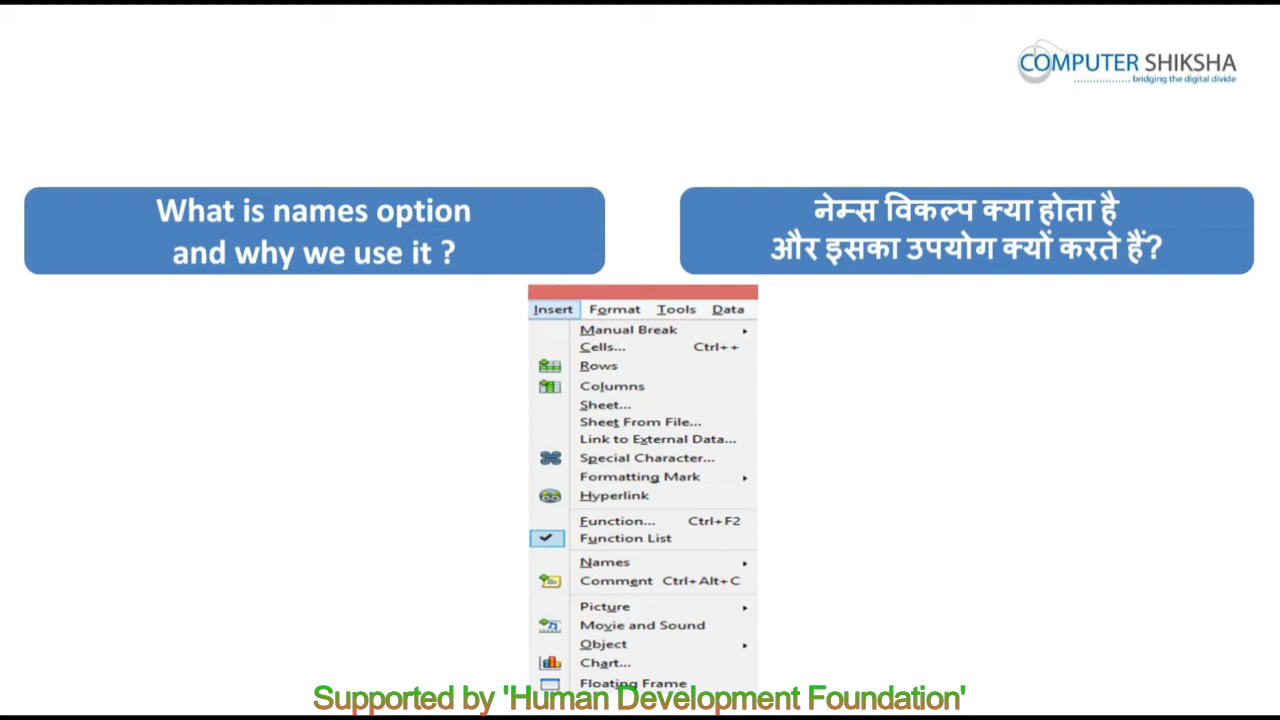 COMPUTER SHIKSHA
bridging the digital divide
What is names option
and why we use it ?
नेम्स विकल्प क्या होता है
और इसका उपयोग क्यों करते हैं?
Insert Format Tools Data
Manual Break
Cells... Ctrl++
Rows
Columns
Sheet...
Sheet From File...
Link to External Data...
Special Character...
Formatting Mark
Hyperlink
Function... Ctrl+F2
Function List
Names
Comment Ctrl+Alt+C
Picture
Movie and Sound
Object
Chart...
Floating Frame
Supported by 'Human Development Foundation'